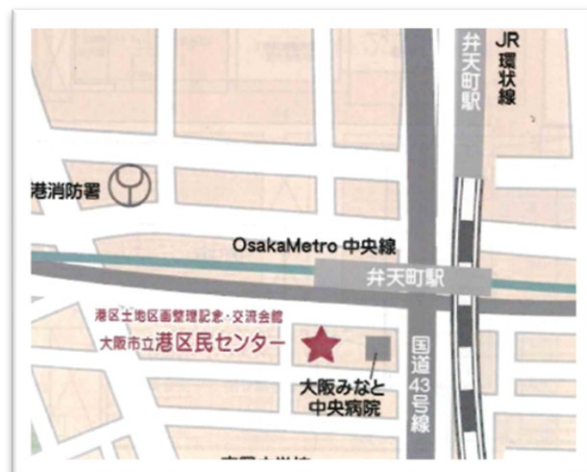 JR
環状線
弁天町駅
港消防署
OsakaMetro 中央線
弁天町駅
港区土地区画整理記念・交流会館
大阪市立港区民センター
大阪みなと
中央病院
国道43号線